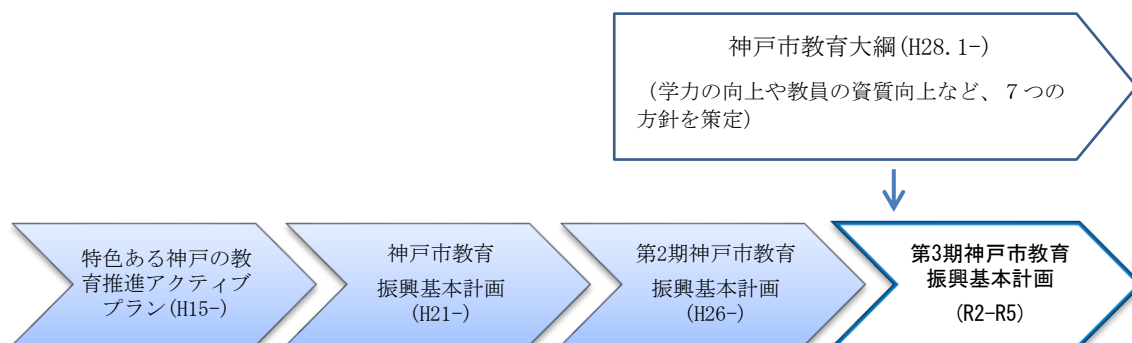 神戸市教育大綱(H28.1-)
（学力の向上や教員の資質向上など、７つの
方針を策定）
特色ある神戸の教
育推進アクティブ
プラン(H15-)
神戸市教育
振興基本計画
(H21-)
第2期神戸市教育
振興基本計画
(H26-)
第3期神戸市教育
振興基本計画
(R2-R5)